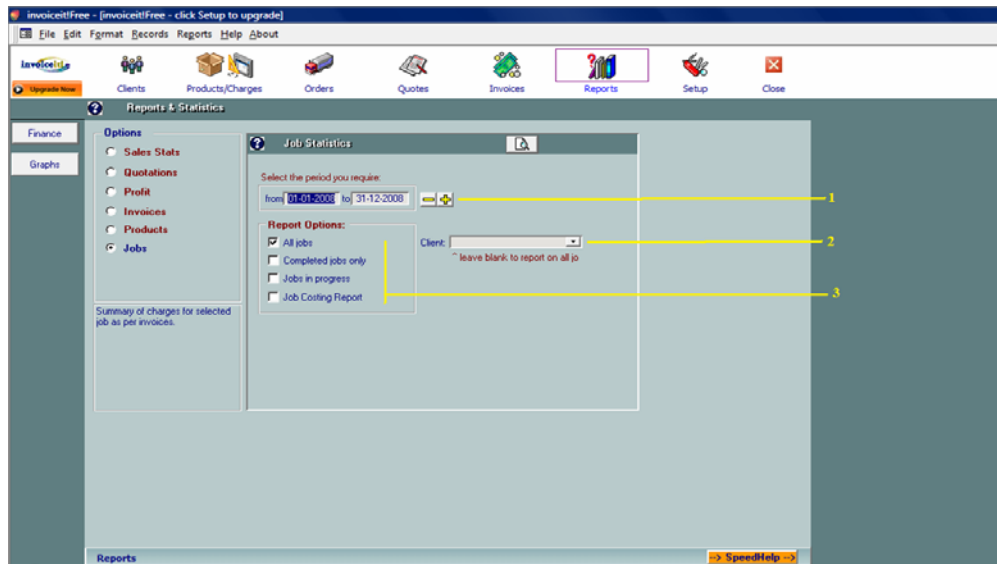 invoiceit!Free - [invoiceit!Free - click Setup to upgrade]
File Edit Format Records Reports Help About
invoiceit!
Upgrade Now
Clients Products/Charges Orders Quotes Invoices Reports Setup Close
Reports & Statistics
Finance
Graphs
Options
Sales Stats
Quotations
Profit
Invoices
Products
Jobs
Summary of charges for selected
job as per invoices.
Job Statistics
Select the period you require:
from 01-01-2008 to 31-12-2008
1
Report Options:
All jobs
Completed jobs only
Jobs in progress
Job Costing Report
Client:
2
^ leave blank to report on all jo
3
Reports
--> SpeedHelp -->